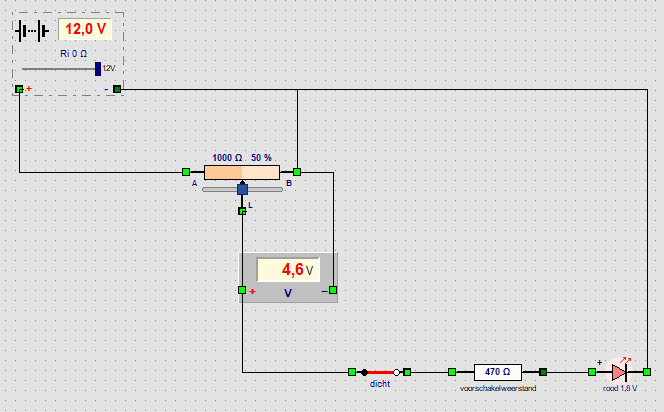 12,0 V
Ri 0 Ω
12V
+ -
1000 Ω . 50 %
A B
L
4,6 V
+ V −
470 Ω
+
dicht
voorschakelweerstand
rood 1,8 V